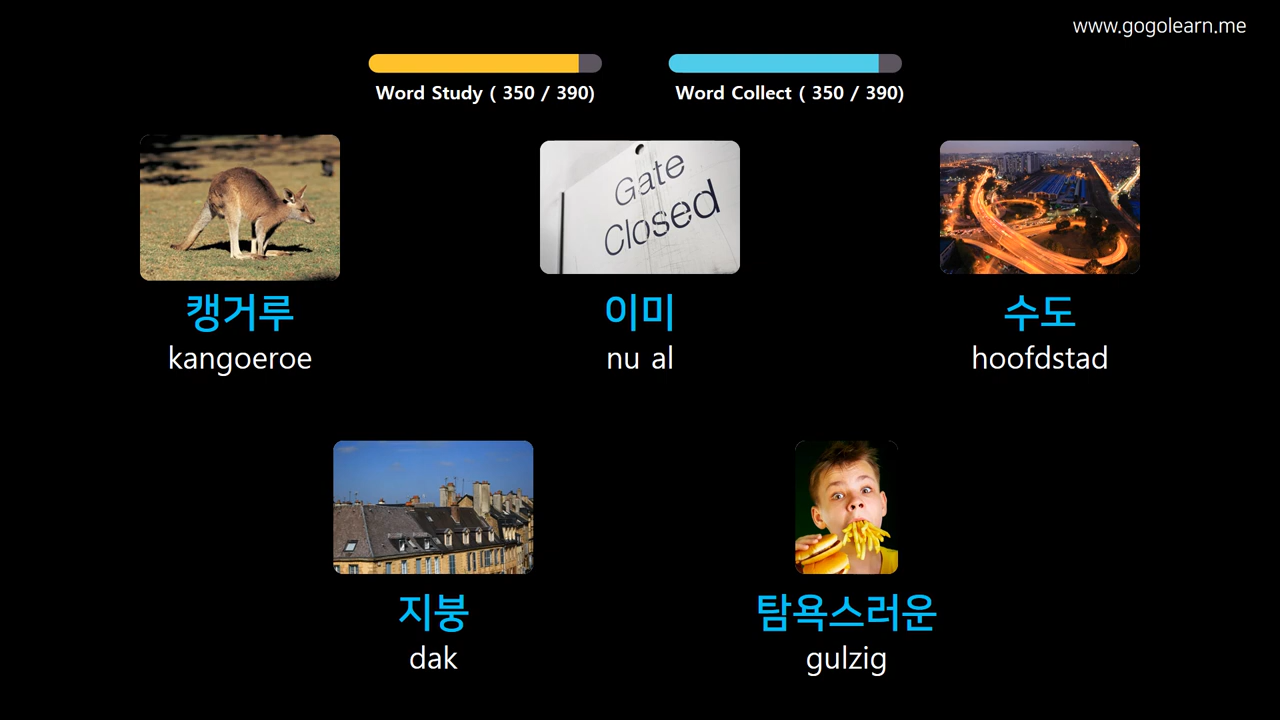 www.gogolearn.me
Word Study ( 350 / 390)
Word Collect ( 350 / 390)
Gate
Closed
캥거루
kangoeroe
이미
nu al
수도
hoofdstad
지붕
dak
탐욕스러운
gulzig